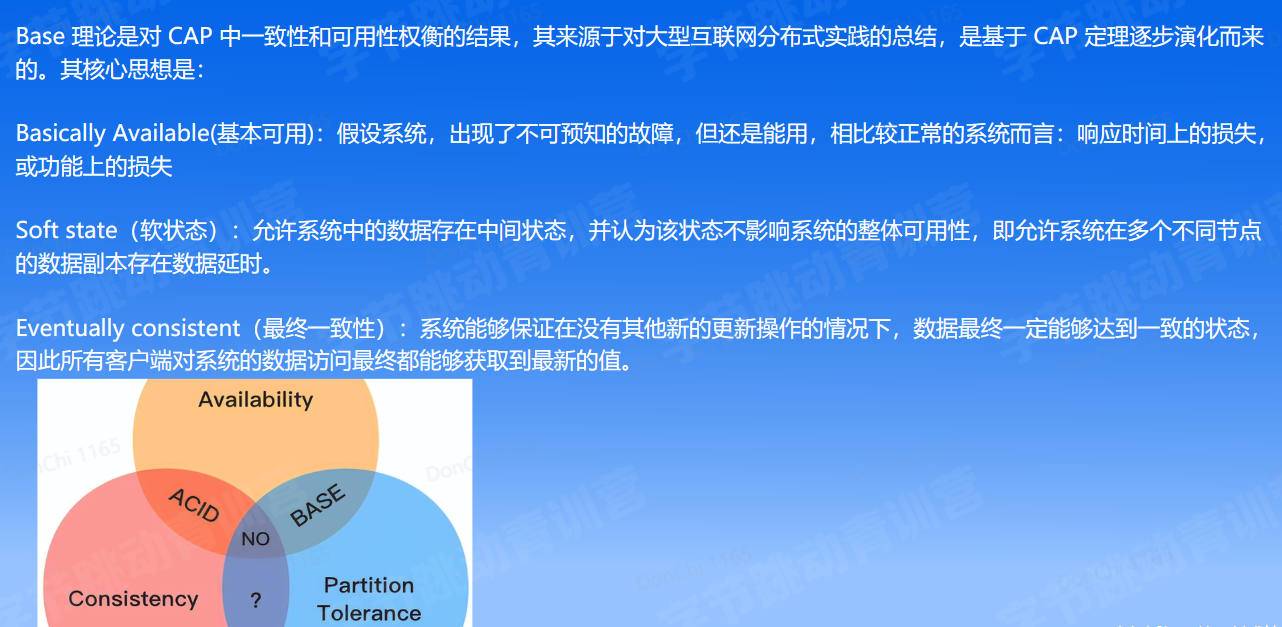 Base 理论是对 CAP 中一致性和可用性权衡的结果，其来源于对大型互联网分布式实践的总结，是基于 CAP 定理逐步演化而来
的。其核心思想是：
Basically Available(基本可用)：假设系统，出现了不可预知的故障，但还是能用，相比较正常的系统而言：响应时间上的损失，
或功能上的损失
Soft state（软状态）：允许系统中的数据存在中间状态，并认为该状态不影响系统的整体可用性，即允许系统在多个不同节点
的数据副本存在数据延时。
Eventually consistent（最终一致性）：系统能够保证在没有其他新的更新操作的情况下，数据最终一定能够达到一致的状态，
因此所有客户端对系统的数据访问最终都能够获取到最新的值。
Availability
ACID
BASE
NO
Consistency
?
Partition
Tolerance
字节跳动青训营
DonChi 1165